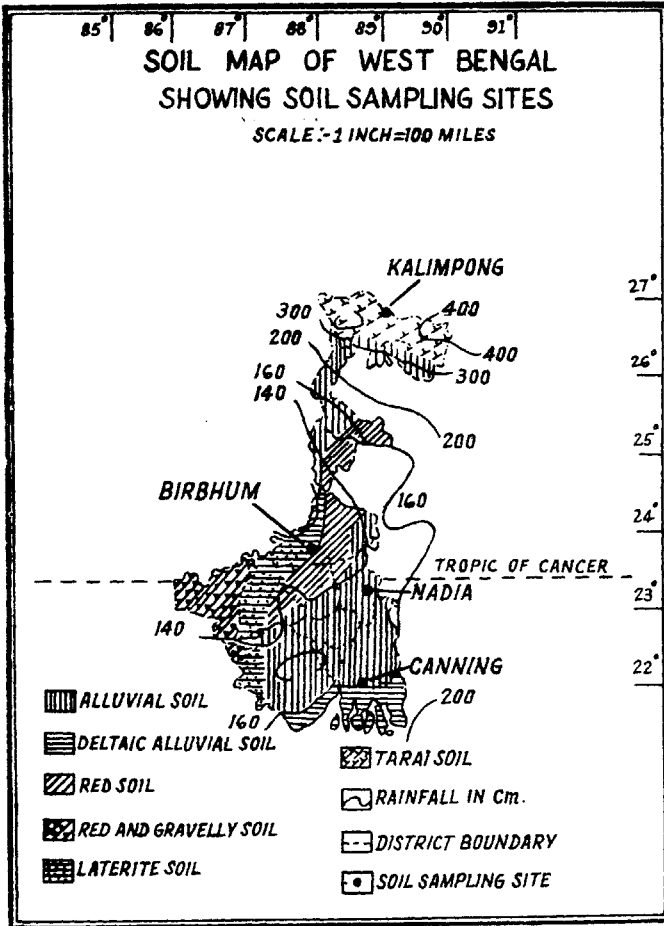 85° 86° 87° 88° 89° 90° 91°
SOIL MAP OF WEST BENGAL
SHOWING SOIL SAMPLING SITES
SCALE:-1 INCH=100 MILES
KALIMPONG
27°
300
400
200
400
26°
160
300
140
200
25°
BIRBHUM
160
24°
TROPIC OF CANCER
NADIA
23°
140
CANNING
22°
200
160
ALLUVIAL SOIL
DELTAIC ALLUVIAL SOIL
RED SOIL
RED AND GRAVELLY SOIL
LATERITE SOIL
TARAI SOIL
RAINFALL IN Cm.
DISTRICT BOUNDARY
SOIL SAMPLING SITE